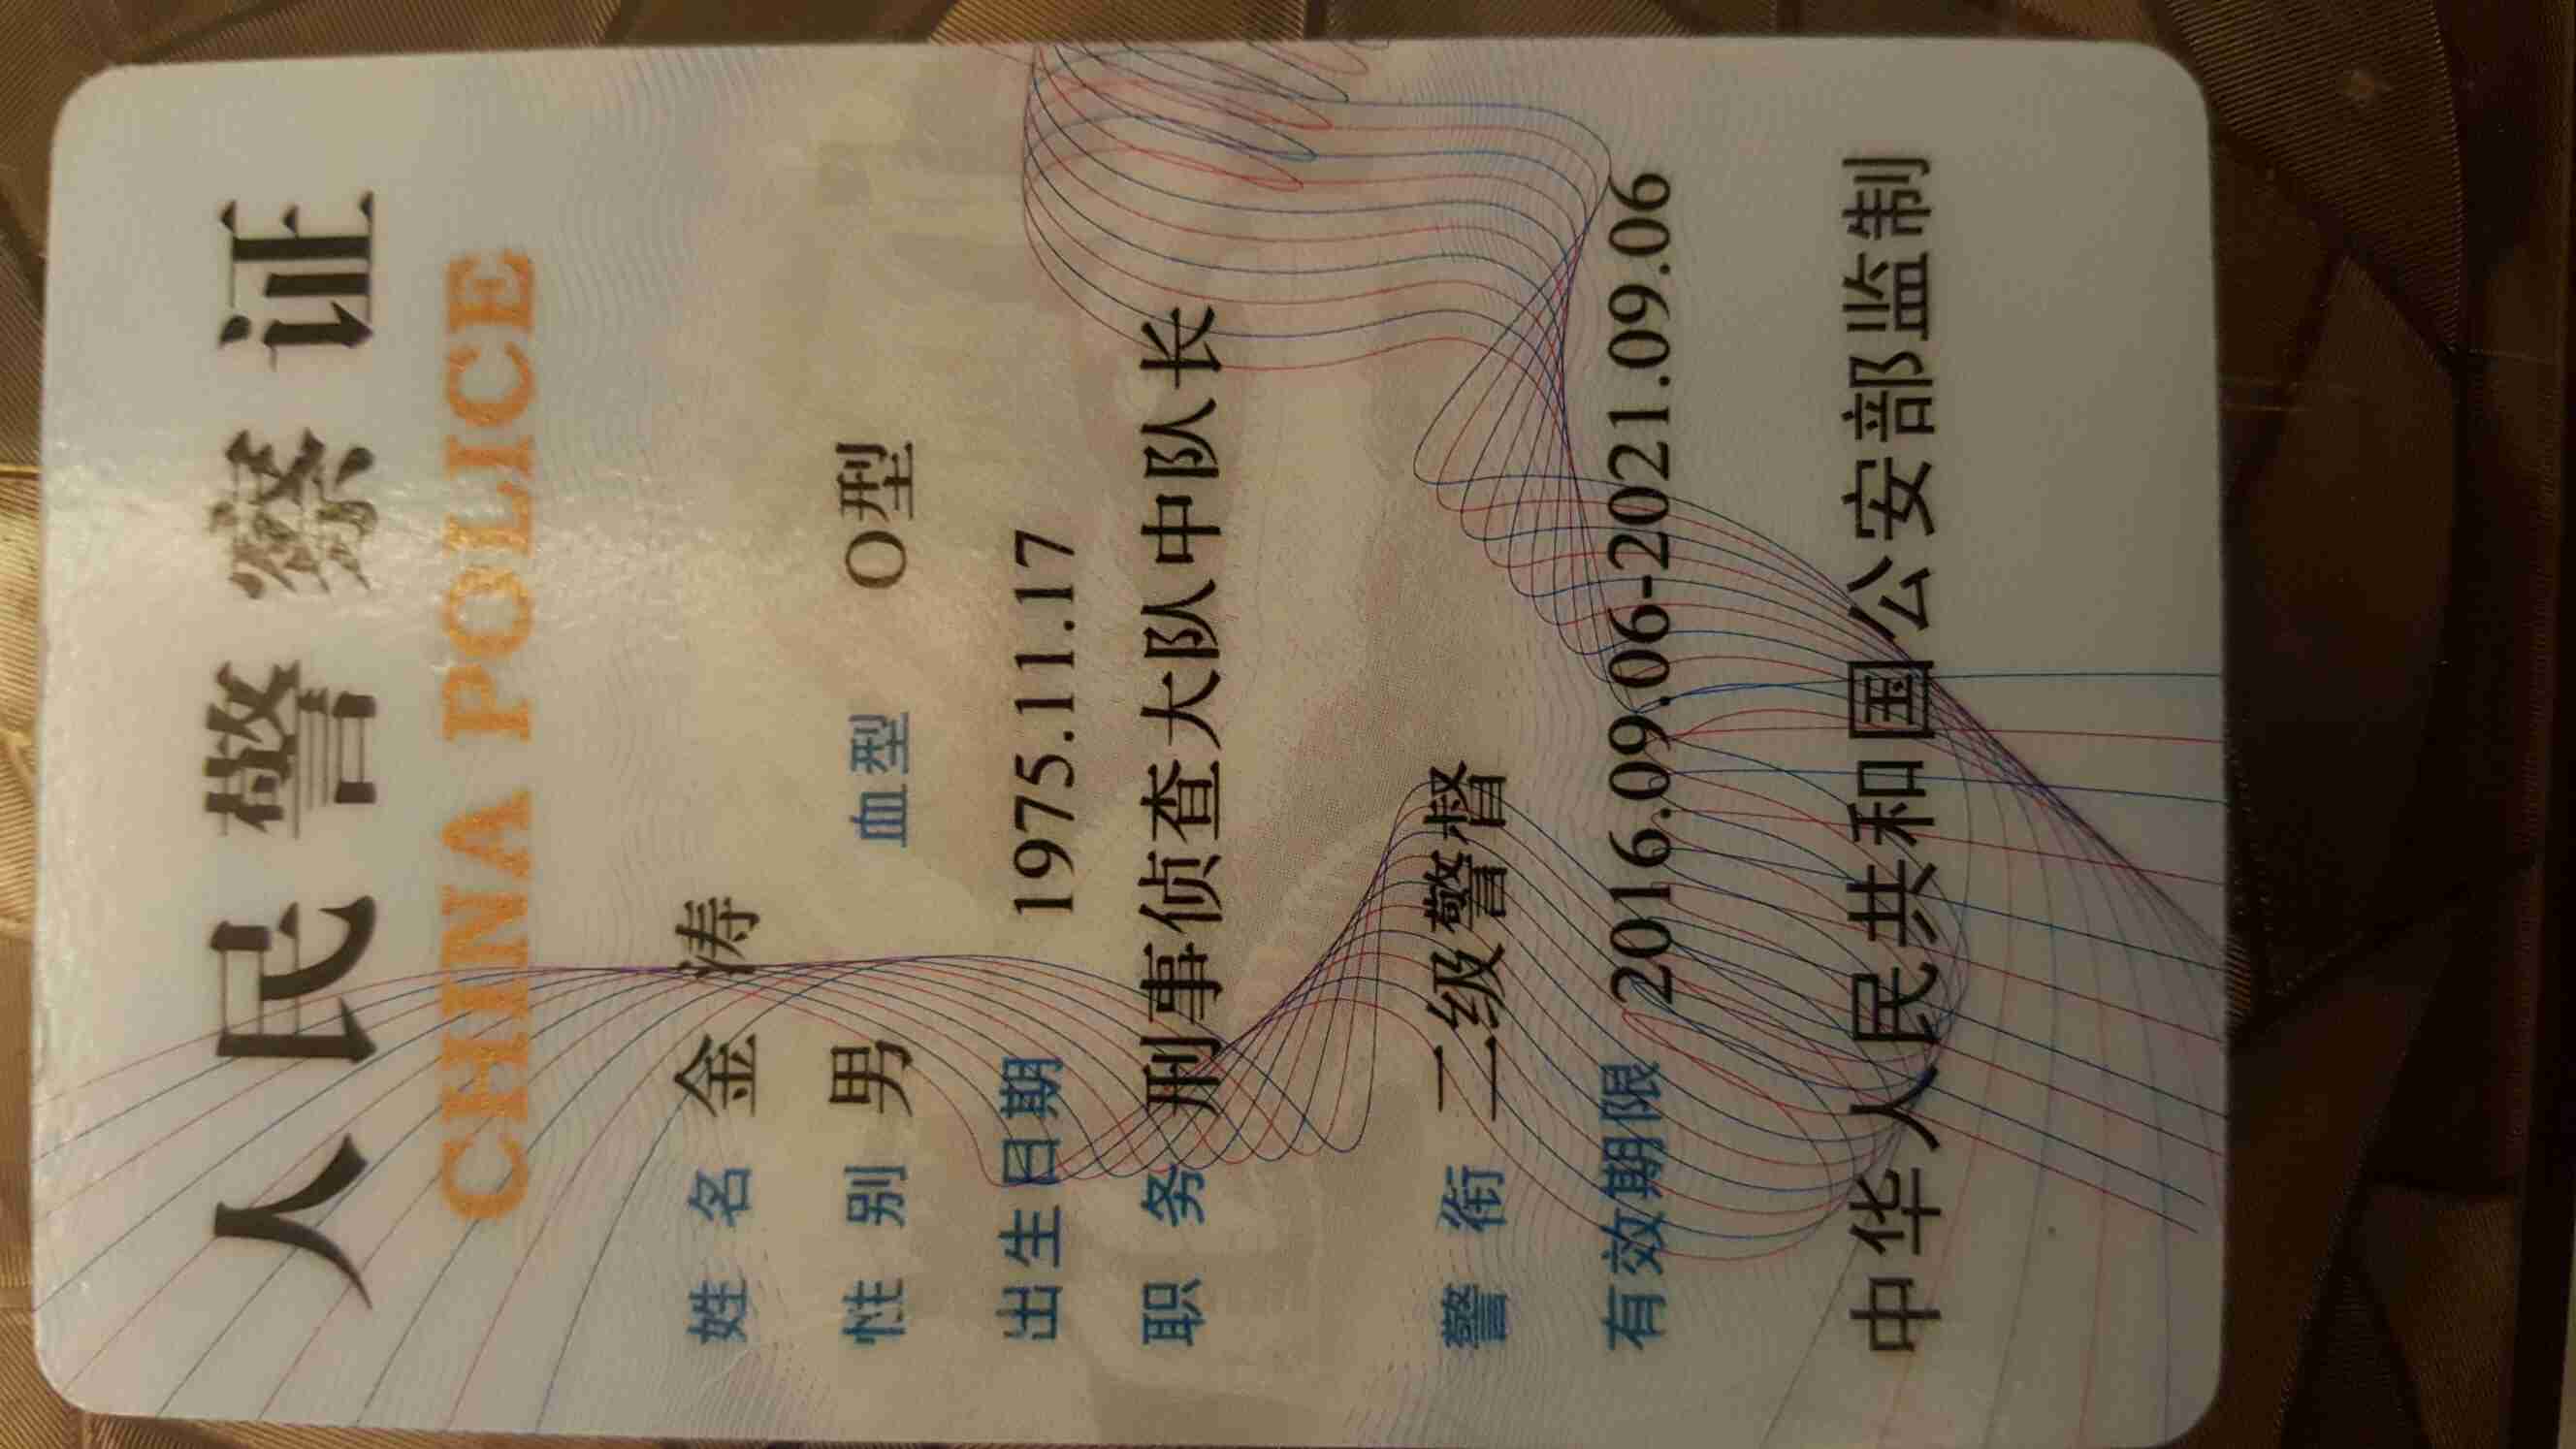 人民警察证
CHINA POLICE
姓 名 金 涛
性 别 男 血型 O型
出生日期 1975.11.17
职 务 刑事侦查大队中队长
警 衔 二级警督
有效期限 2016.09.06-2021.09.06
中华人民共和国公安部监制